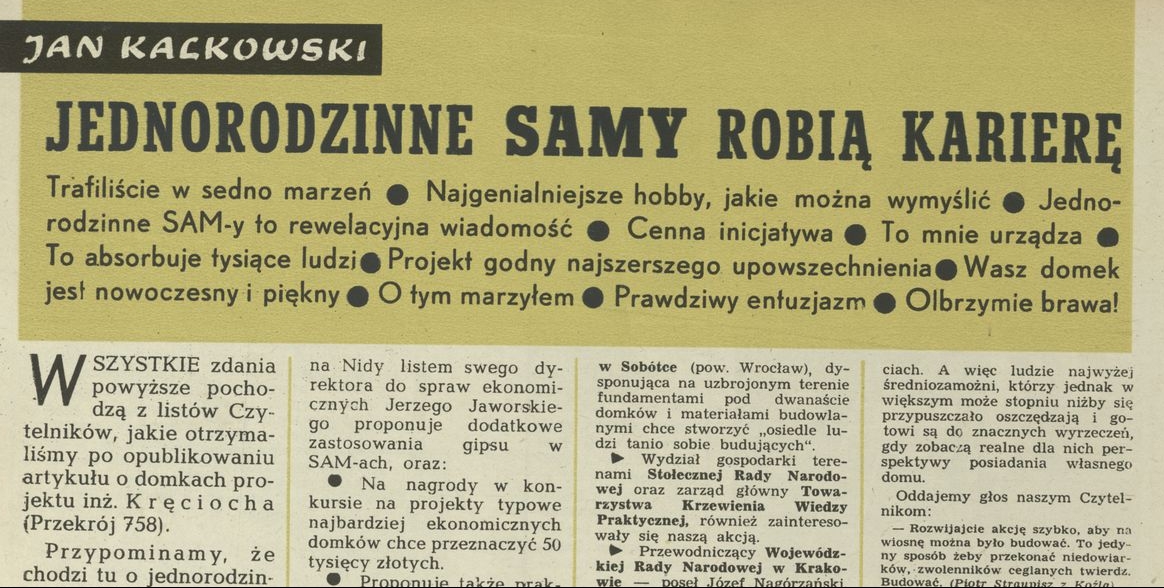 JAN KALKOWSKI
JEDNORODZINNE SAMY ROBIĄ KARIERĘ
Trafiliście w sedno marzeń ● Najgenialniejsze hobby, jakie można wymyślić ● Jedno-
rodzinne SAM-y to rewelacyjna wiadomość ● Cenna inicjatywa ● To mnie urządza ●
To absorbuje tysiące ludzi ● Projekt godny najszerszego upowszechnienia ● Wasz domek
jest nowoczesny i piękny ● O tym marzyłem ● Prawdziwy entuzjazm ● Olbrzymie brawa!
WSZYSTKIE zdania
powyższe pocho-
dzą z listów Czy-
telników, jakie otrzyma-
liśmy po opublikowaniu
artykułu o domkach pro-
jektu inż. Kręciocha
(Przekrój 758).
Przypominamy, że
chodzi tu o jednorodzin-
na Nidy listem swego dy-
rektora do spraw ekonomi-
cznych Jerzego Jaworskie-
go proponuje dodatkowe
zastosowania gipsu w
SAM-ach, oraz:
● Na nagrody w kon-
kursie na projekty typowe
najbardziej ekonomicznych
domków chce przeznaczyć 50
tysięcy złotych.
● Proponuje także prak-
w Sobótce (pow. Wrocław), dy-
sponująca na uzbrojonym terenie
fundamentami pod dwanaście
domków i materiałami budowla-
nymi chce stworzyć „osiedle lu-
dzi tanio sobie budujących".
► Wydział gospodarki tere-
nami Stołecznej Rady Narodo-
wej oraz zarząd główny Towa-
rzystwa Krzewienia Wiedzy
Praktycznej, również zaintereso-
wały się naszą akcją.
► Przewodniczący Wojewódz-
kiej Rady Narodowej w Krako-
wie — poseł Józef Nagórzański
ciach. A więc ludzie najwyżej
średniozamożni, którzy jednak w
większym może stopniu niżby się
przypuszczało oszczędzają i go-
towi są do znacznych wyrzeczeń,
gdy zobaczą realne dla nich per-
spektywy posiadania własnego
domu.
Oddajemy głos naszym Czytel-
nikom:
— Rozwijajcie akcję szybko, aby na
wiosnę można było budować. To jedy-
ny sposób żeby przekonać niedowiar-
ków, zwolenników ceglanych twierdz.
Budować. (Piotr Straupisz z Koźla)